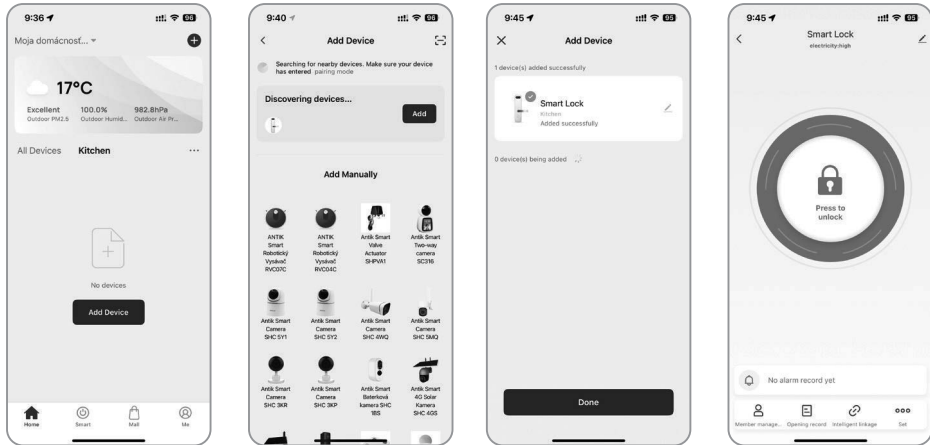 9:36
96
Moja domácnosť...
17°C
Excellent
100.0%
982.8hPa
Outdoor PM2.5
Outdoor Humid...
Outdoor Air Pr...
All Devices
Kitchen
...
No devices
Add Device
Home
Smart
Mall
Me
9:40
96
Add Device
Searching for nearby devices. Make sure your device
has entered pairing mode
Discovering devices...
Add
Add Manually
ANTIK
Smart
Robotický
Vysávač
RVC07C
ANTIK
Smart
Robotický
Vysávač
RVC04C
Antik Smart
Valve
Actuator
SHPVA1
Antik Smart
Two-way
camera
SC316
Antik Smart
Camera
SHC 5Y1
Antik Smart
Camera
SHC 5Y2
Antik Smart
Camera
SHC 4WQ
Antik Smart
Camera
SHC 5MQ
Antik Smart
Camera
SHC 3KR
Antik Smart
Camera
SHC 3KP
Antik Smart
Baterková
kamera SHC
1BS
Antik Smart
4G Solar
Kamera
SHC 4GS
9:45
95
Add Device
1 device(s) added successfully
Smart Lock
Kitchen
Added successfully
0 device(s) being added
Done
9:45
95
Smart Lock
electricity:high
Press to
unlock
No alarm record yet
Member manage...
Opening record
Intelligent linkage
Set